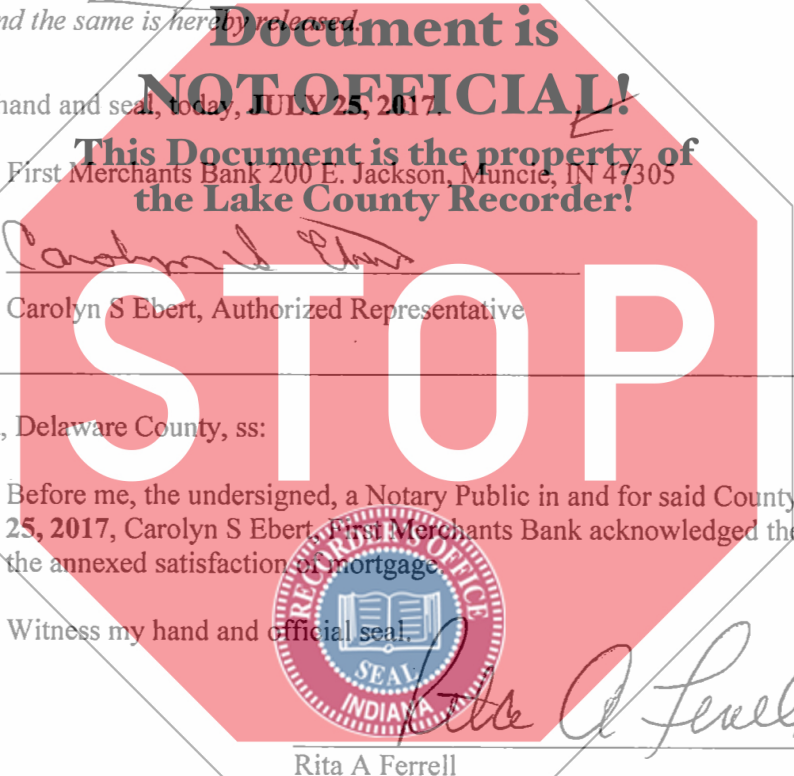 nd the same is hereby released.
Document is
NOT OFFICIAL!
hand and seal, today, JULY 25, 2017.
This Document is the property of
First Merchants Bank 200 E. Jackson, Muncie, IN 47305
the Lake County Recorder!
Carolyn S Ebert
STOP
Carolyn S Ebert, Authorized Representative
, Delaware County, ss:
Before me, the undersigned, a Notary Public in and for said County
25, 2017, Carolyn S Ebert, First Merchants Bank acknowledged the
the annexed satisfaction of mortgage.
RECORDER'S OFFICE
Witness my hand and official seal.
SEAL
INDIANA
Rita A Ferrell
Rita A Ferrell